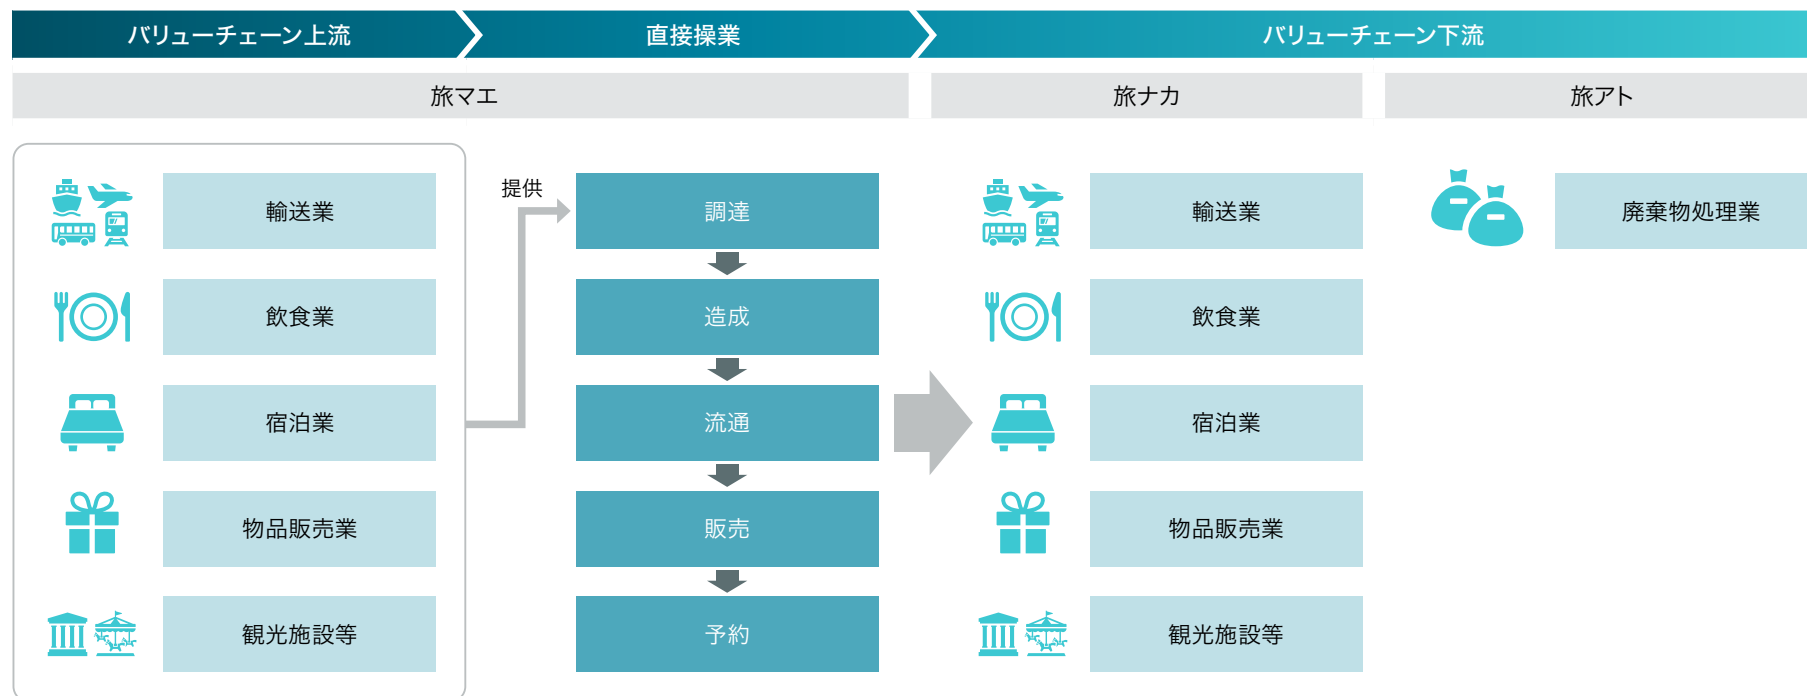 バリューチェーン上流
直接操業
バリューチェーン下流
旅マエ
旅ナカ
旅アト
輸送業
飲食業
宿泊業
物品販売業
観光施設等
提供
調達
造成
流通
販売
予約
輸送業
飲食業
宿泊業
物品販売業
観光施設等
廃棄物処理業